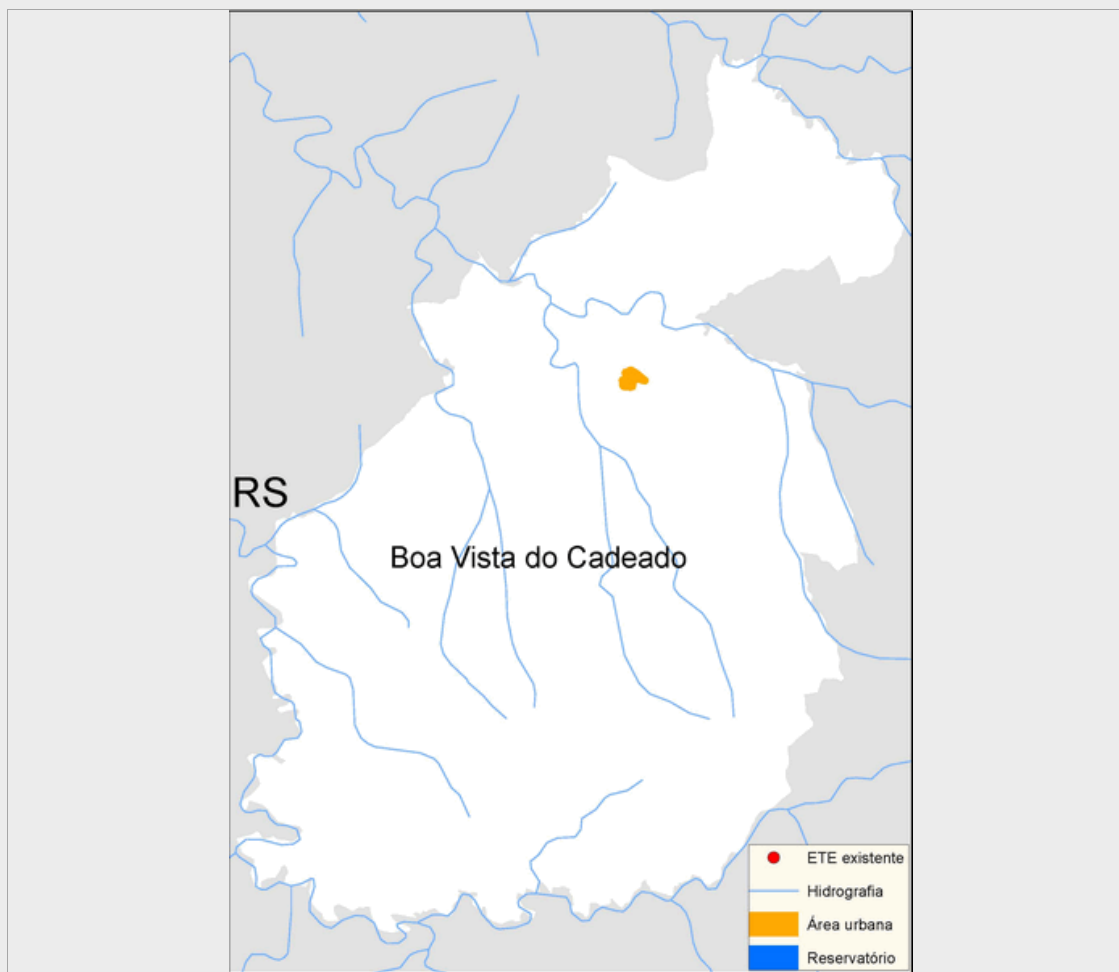 RS
Boa Vista do Cadeado
ETE existente
Hidrografia
Área urbana
Reservatório